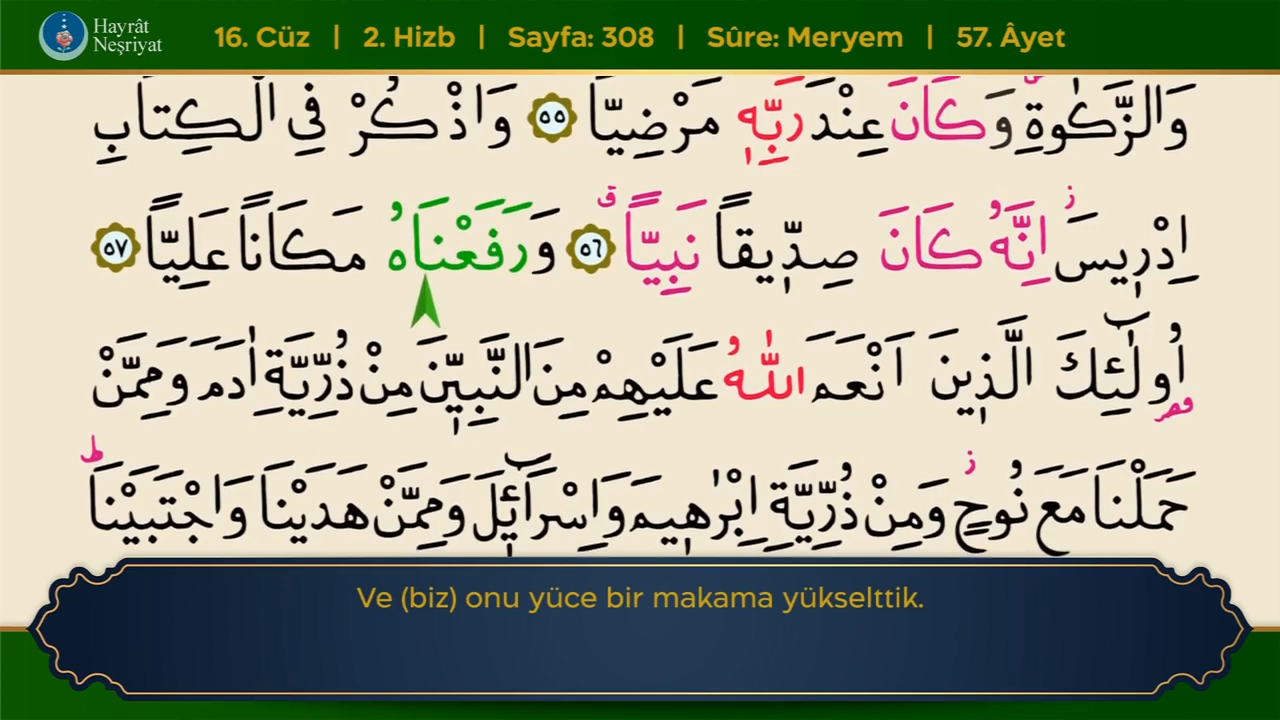 Hayrât
Neşriyat
16. Cüz | 2. Hizb | Sayfa: 308 | Sûre: Meryem | 57. Âyet
وَالزَّكٰوةِۖ وَكَانَ عِنْدَ رَبِّه۪ مَرْضِيًّا ﴿٥٥﴾ وَاذْكُرْ فِي الْكِتَابِ
اِدْر۪يسَۘ اِنَّهُ كَانَ صِدّ۪يقًا نَبِيًّاۗ ﴿٥٦﴾ وَرَفَعْنَاهُ مَكَانًا عَلِيًّا ﴿٥٧﴾
اُو۬لٰٓئِكَ الَّذ۪ينَ اَنْعَمَ اللّٰهُ عَلَيْهِمْ مِنَ النَّبِيّ۪نَ مِنْ ذُرِّيَّةِ اٰدَمَ وَمِمَّنْ
حَمَلْنَا مَعَ نُوحٍۘ وَمِنْ ذُرِّيَّةِ اِبْرٰه۪يمَ وَاِسْرَٓائ۪لَ وَمِمَّنْ هَدَيْنَا وَاجْتَبَيْنَاۜ
Ve (biz) onu yüce bir makama yükselttik.